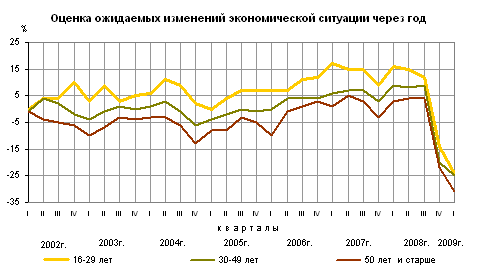 Оценка ожидаемых изменений экономической ситуации через год
%
25
15
5
-5
-15
-25
-35
I II III IV I II III IV I II III IV I II III IV I II III IV I II III IV I II III IV I
кварталы
2002г. 2003г. 2004г. 2005г. 2006г. 2007г. 2008г. 2009г.
16-29 лет 30-49 лет 50 лет и старше